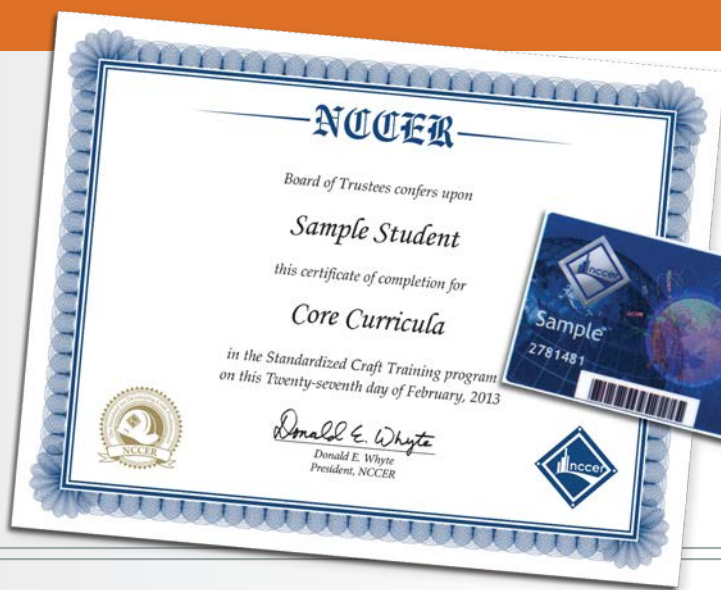 NCCER
Board of Trustees confers upon
Sample Student
this certificate of completion for
Core Curricula
in the Standardized Craft Training program
on this Twenty-seventh day of February, 2013
Donald E. Whyte
Donald E. Whyte
President, NCCER
NCCER
nccer
nccer
Sample
2781481